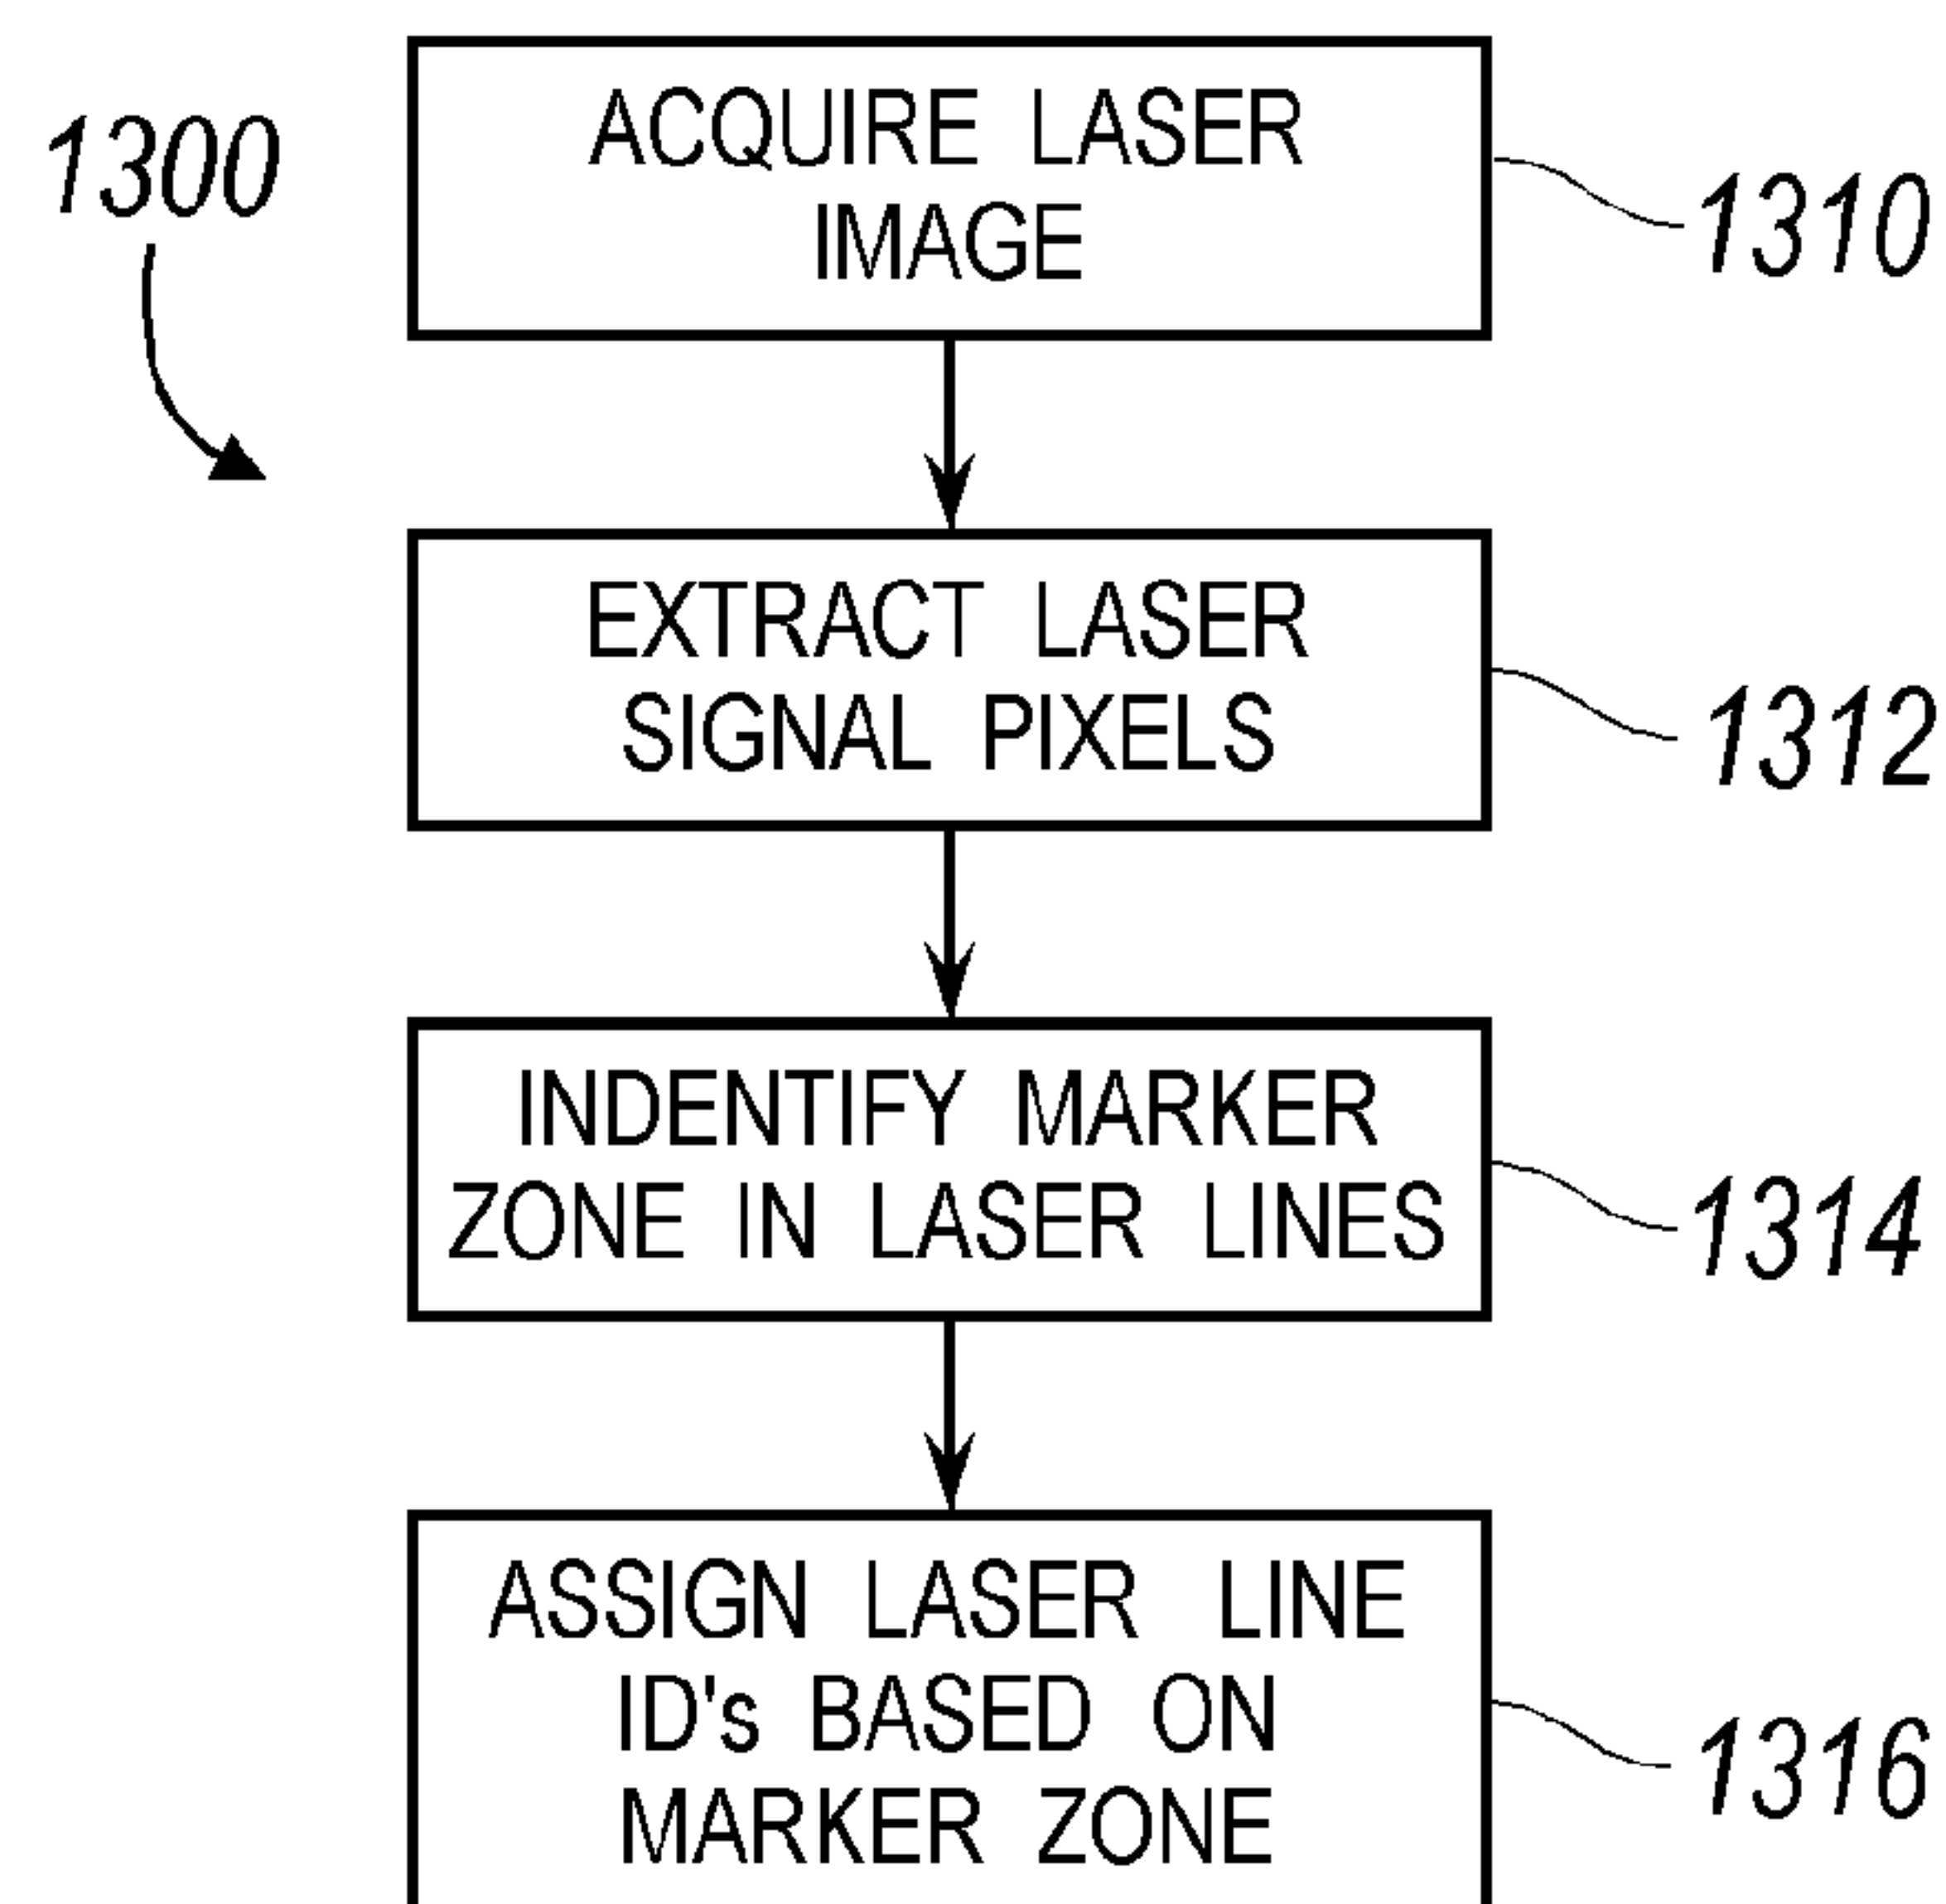 1300
ACQUIRE LASER
IMAGE
1310
EXTRACT LASER
SIGNAL PIXELS
1312
INDENTIFY MARKER
ZONE IN LASER LINES
1314
ASSIGN LASER LINE
ID's BASED ON
MARKER ZONE
1316